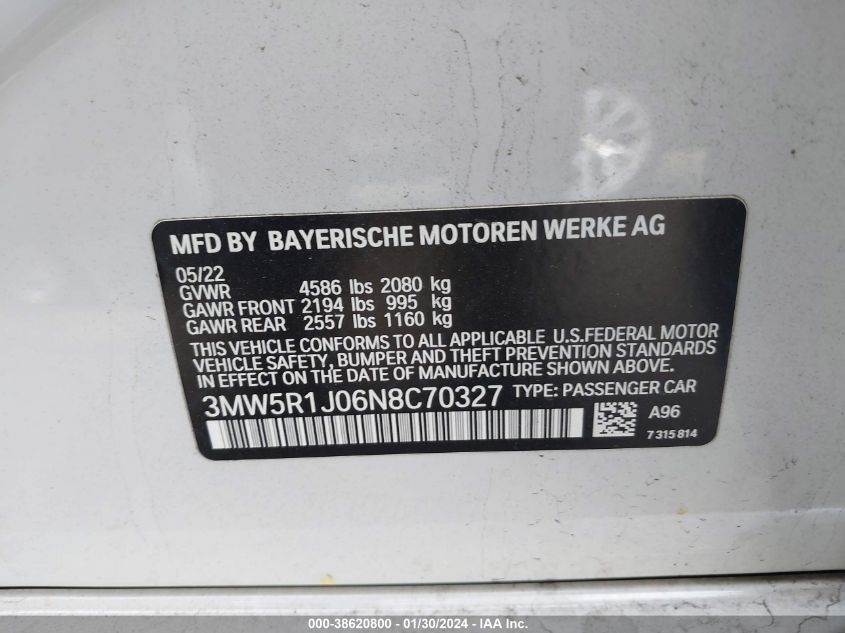 MFD BY BAYERISCHE MOTOREN WERKE AG
05/22
GVWR 4586 lbs 2080 kg
GAWR FRONT 2194 lbs 995 kg
GAWR REAR 2557 lbs 1160 kg
THIS VEHICLE CONFORMS TO ALL APPLICABLE U.S.FEDERAL MOTOR
VEHICLE SAFETY, BUMPER AND THEFT PREVENTION STANDARDS
IN EFFECT ON THE DATE OF MANUFACTURE SHOWN ABOVE.
3MW5R1J06N8C70327 TYPE: PASSENGER CAR
A96
7 315 814
000-38620800 - 01/30/2024 - IAA Inc.